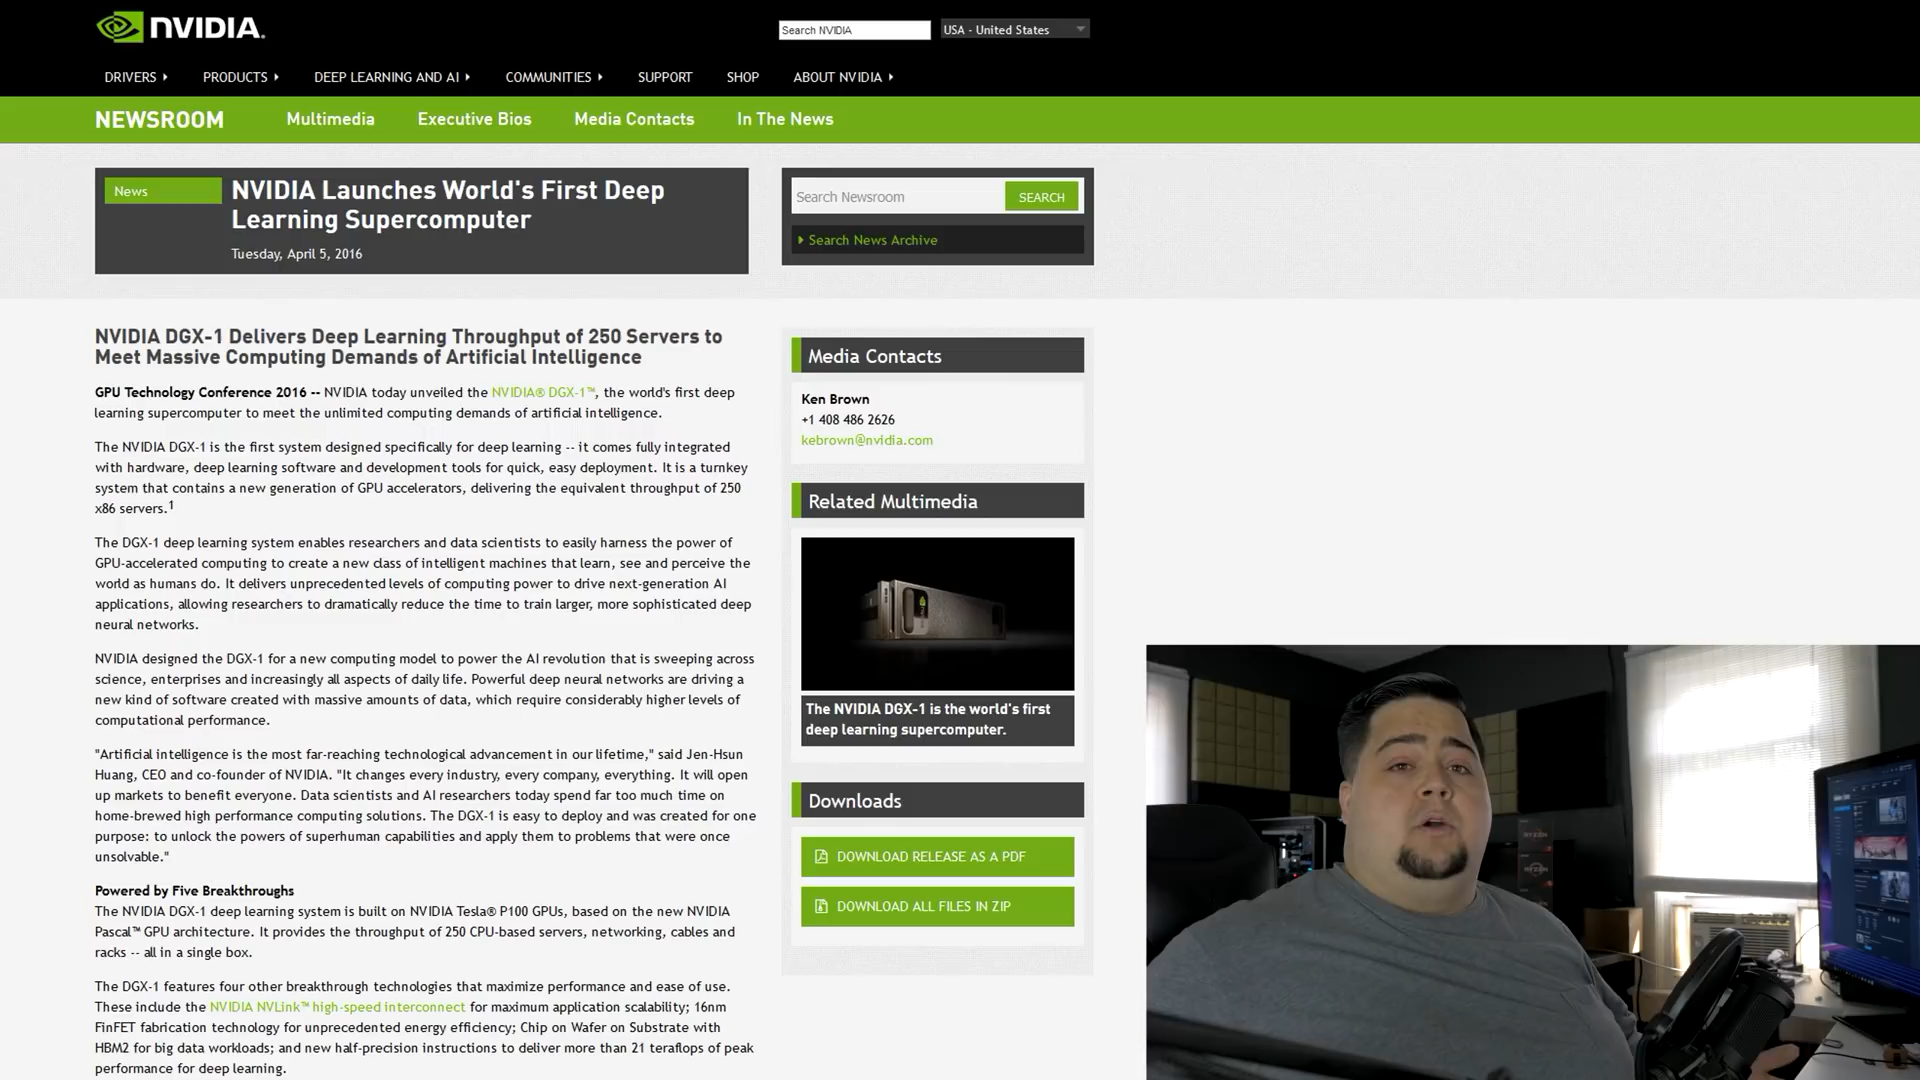 NVIDIA.
Search NVIDIA
USA - United States
DRIVERS
PRODUCTS
DEEP LEARNING AND AI
COMMUNITIES
SUPPORT
SHOP
ABOUT NVIDIA
NEWSROOM
Multimedia
Executive Bios
Media Contacts
In The News
News
NVIDIA Launches World's First Deep
Learning Supercomputer
Tuesday, April 5, 2016
Search Newsroom
SEARCH
Search News Archive
NVIDIA DGX-1 Delivers Deep Learning Throughput of 250 Servers to
Meet Massive Computing Demands of Artificial Intelligence
GPU Technology Conference 2016 -- NVIDIA today unveiled the NVIDIA® DGX-1™, the world's first deep
learning supercomputer to meet the unlimited computing demands of artificial intelligence.
The NVIDIA DGX-1 is the first system designed specifically for deep learning -- it comes fully integrated
with hardware, deep learning software and development tools for quick, easy deployment. It is a turnkey
system that contains a new generation of GPU accelerators, delivering the equivalent throughput of 250
x86 servers.1
The DGX-1 deep learning system enables researchers and data scientists to easily harness the power of
GPU-accelerated computing to create a new class of intelligent machines that learn, see and perceive the
world as humans do. It delivers unprecedented levels of computing power to drive next-generation AI
applications, allowing researchers to dramatically reduce the time to train larger, more sophisticated deep
neural networks.
NVIDIA designed the DGX-1 for a new computing model to power the AI revolution that is sweeping across
science, enterprises and increasingly all aspects of daily life. Powerful deep neural networks are driving a
new kind of software created with massive amounts of data, which require considerably higher levels of
computational performance.
"Artificial intelligence is the most far-reaching technological advancement in our lifetime," said Jen-Hsun
Huang, CEO and co-founder of NVIDIA. "It changes every industry, every company, everything. It will open
up markets to benefit everyone. Data scientists and AI researchers today spend far too much time on
home-brewed high performance computing solutions. The DGX-1 is easy to deploy and was created for one
purpose: to unlock the powers of superhuman capabilities and apply them to problems that were once
unsolvable."
Powered by Five Breakthroughs
The NVIDIA DGX-1 deep learning system is built on NVIDIA Tesla® P100 GPUs, based on the new NVIDIA
Pascal™ GPU architecture. It provides the throughput of 250 CPU-based servers, networking, cables and
racks -- all in a single box.
The DGX-1 features four other breakthrough technologies that maximize performance and ease of use.
These include the NVIDIA NVLink™ high-speed interconnect for maximum application scalability; 16nm
FinFET fabrication technology for unprecedented energy efficiency; Chip on Wafer on Substrate with
HBM2 for big data workloads; and new half-precision instructions to deliver more than 21 teraflops of peak
performance for deep learning.
Media Contacts
Ken Brown
+1 408 486 2626
kebrown@nvidia.com
Related Multimedia
The NVIDIA DGX-1 is the world's first
deep learning supercomputer.
Downloads
DOWNLOAD RELEASE AS A PDF
DOWNLOAD ALL FILES IN ZIP
RYZEN